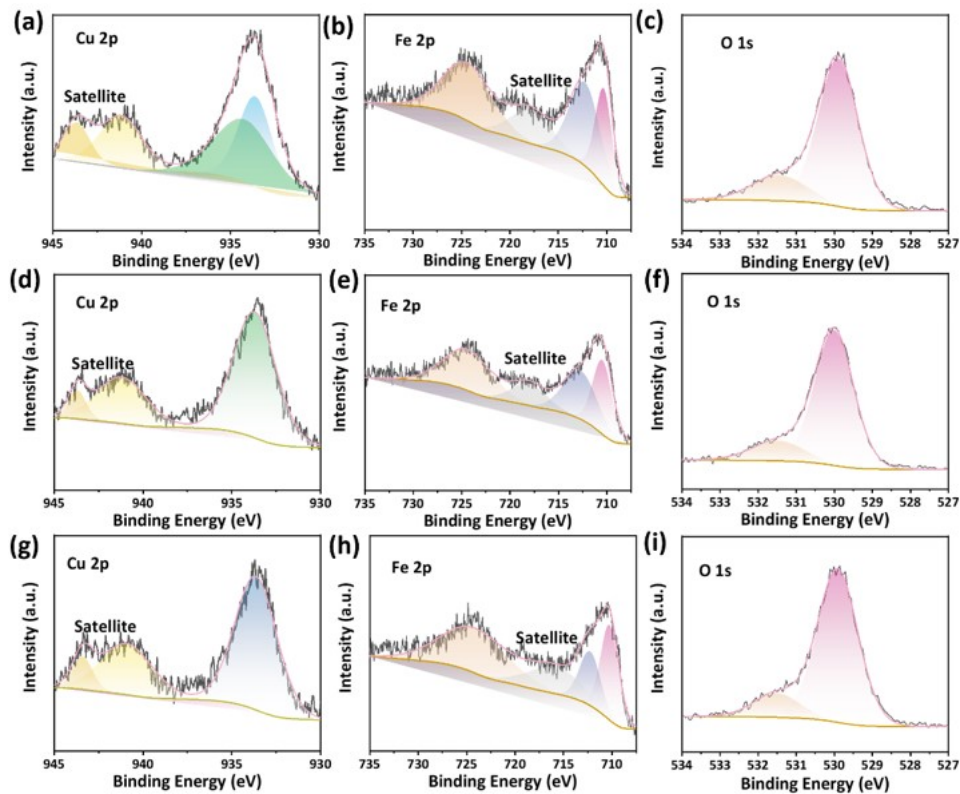 (a)
Cu 2p
Satellite
Intensity (a.u.)
945 940 935 930
Binding Energy (eV)
(b)
Fe 2p
Satellite
Intensity (a.u.)
735 730 725 720 715 710
Binding Energy (eV)
(c)
O 1s
Intensity (a.u.)
534 533 532 531 530 529 528 527
Binding Energy (eV)
(d)
Cu 2p
Satellite
Intensity (a.u.)
945 940 935 930
Binding Energy (eV)
(e)
Fe 2p
Satellite
Intensity (a.u.)
735 730 725 720 715 710
Binding Energy (eV)
(f)
O 1s
Intensity (a.u.)
534 533 532 531 530 529 528 527
Binding Energy (eV)
(g)
Cu 2p
Satellite
Intensity (a.u.)
945 940 935 930
Binding Energy (eV)
(h)
Fe 2p
Satellite
Intensity (a.u.)
735 730 725 720 715 710
Binding Energy (eV)
(i)
O 1s
Intensity (a.u.)
534 533 532 531 530 529 528 527
Binding Energy (eV)